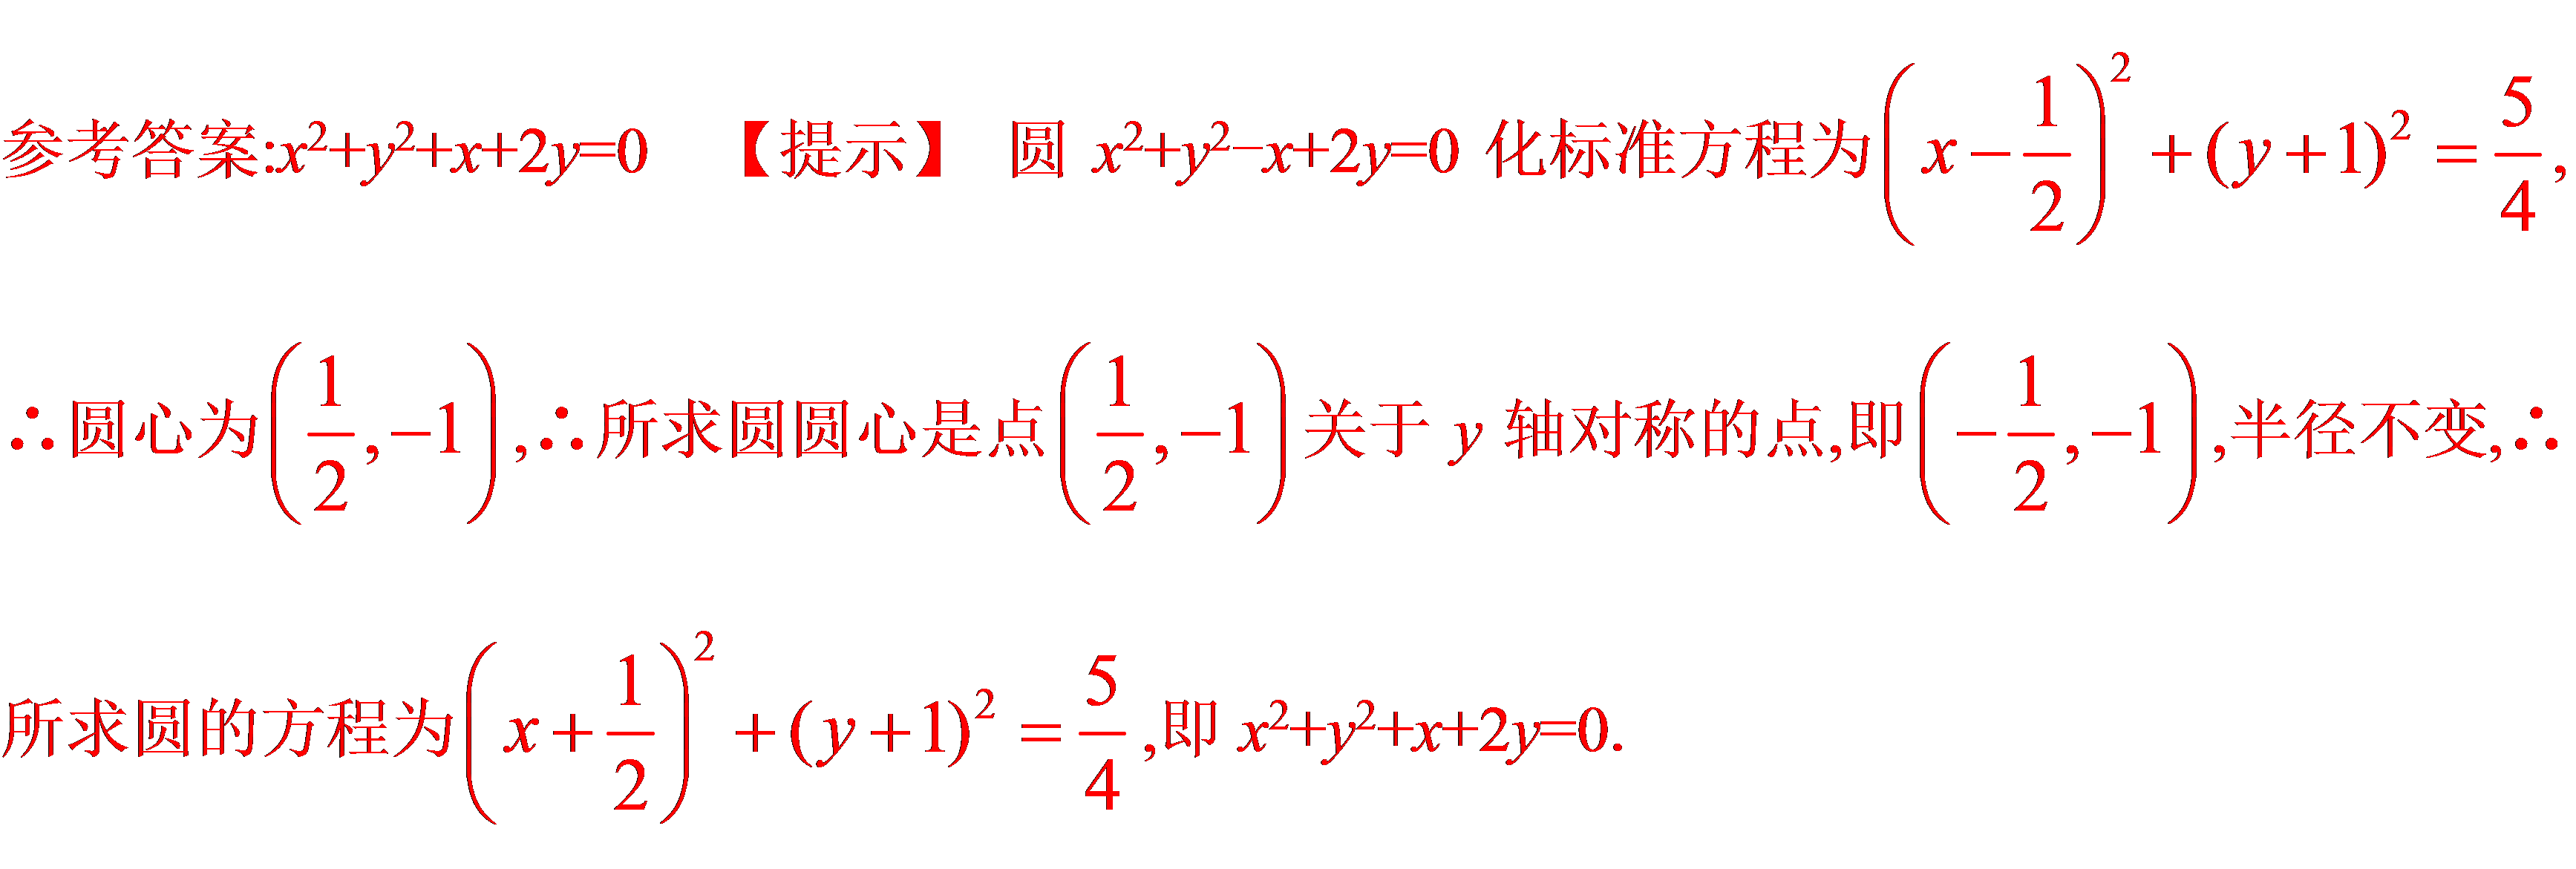 参考答案:x²+y²+x+2y=0 【提示】 圆 x²+y²−x+2y=0 化标准方程为(x−1/2)²+(y+1)²=5/4,
∴圆心为(1/2,−1),∴所求圆圆心是点(1/2,−1)关于 y 轴对称的点,即(−1/2,−1),半径不变,∴
所求圆的方程为(x+1/2)²+(y+1)²=5/4,即 x²+y²+x+2y=0.